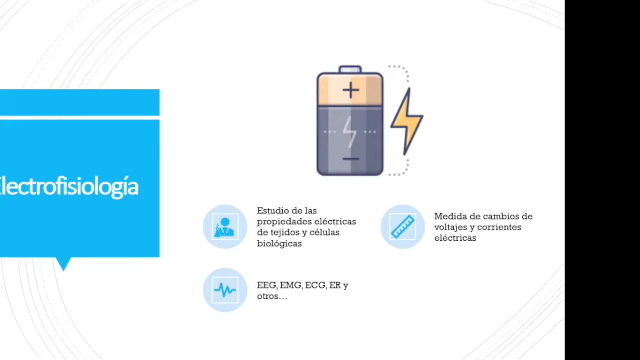 Electrofisiología
Estudio de las
propiedades eléctricas
de tejidos y células
biológicas
Medida de cambios de
voltajes y corrientes
eléctricas
EEG, EMG, ECG, ER y
otros...